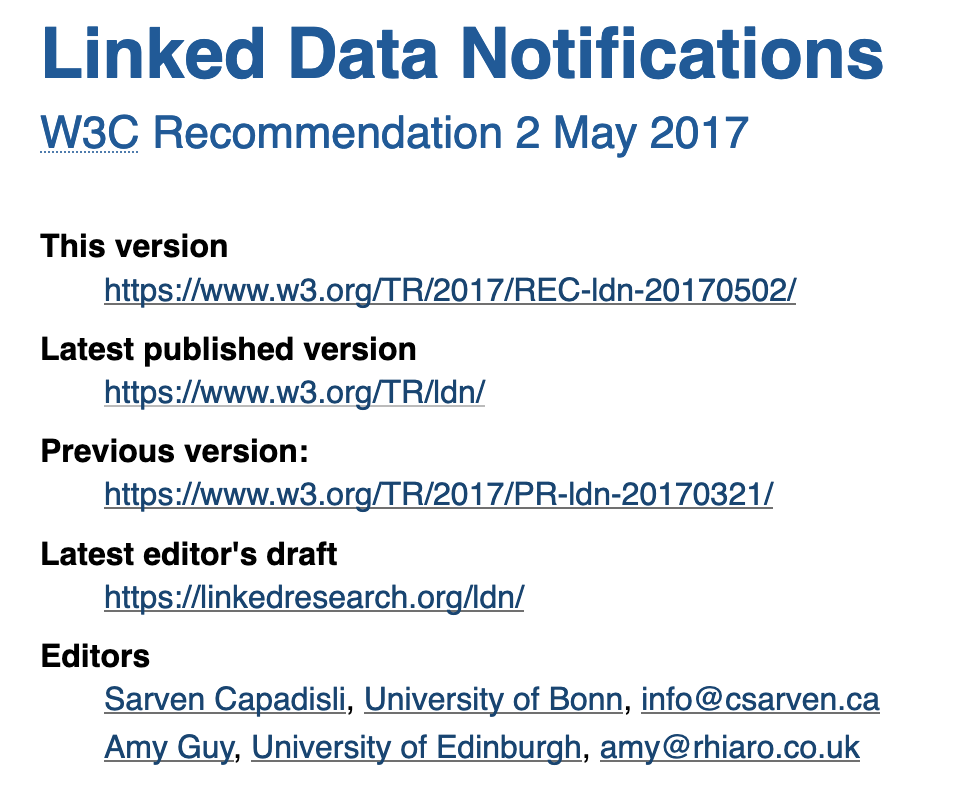 Linked Data Notifications
W3C Recommendation 2 May 2017
This version
https://www.w3.org/TR/2017/REC-ldn-20170502/
Latest published version
https://www.w3.org/TR/ldn/
Previous version:
https://www.w3.org/TR/2017/PR-ldn-20170321/
Latest editor's draft
https://linkedresearch.org/ldn/
Editors
Sarven Capadisli, University of Bonn, info@csarven.ca
Amy Guy, University of Edinburgh, amy@rhiaro.co.uk